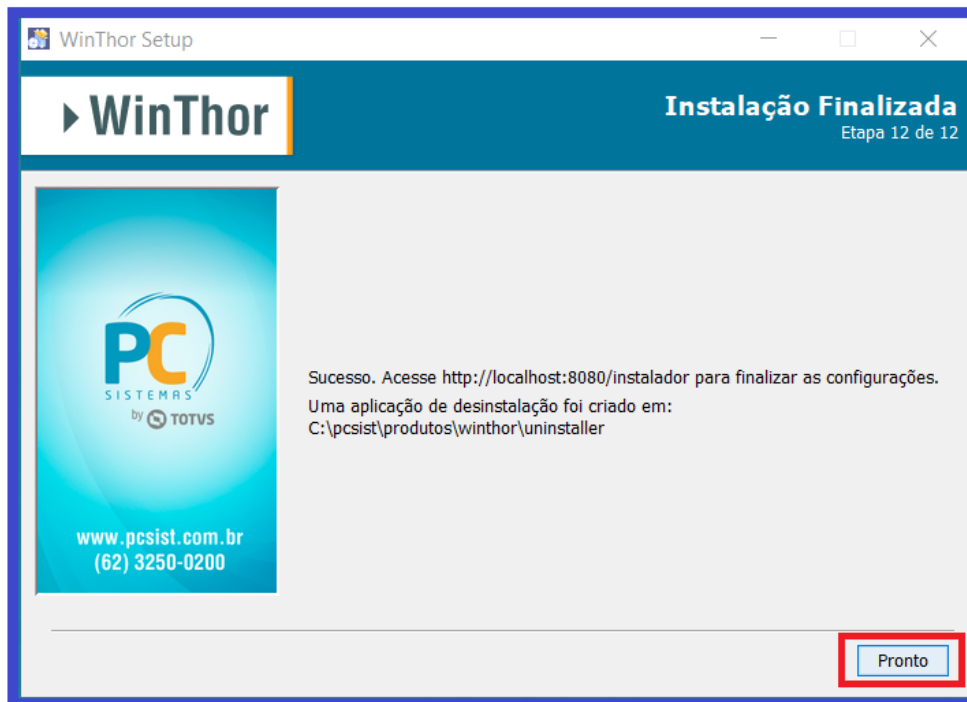 WinThor Setup
WinThor
Instalação Finalizada
Etapa 12 de 12
PC
SISTEMAS
by TOTVS
www.pcsist.com.br
(62) 3250-0200
Sucesso. Acesse http://localhost:8080/instalador para finalizar as configurações.
Uma aplicação de desinstalação foi criado em:
C:\pcsist\produtos\winthor\uninstaller
Pronto